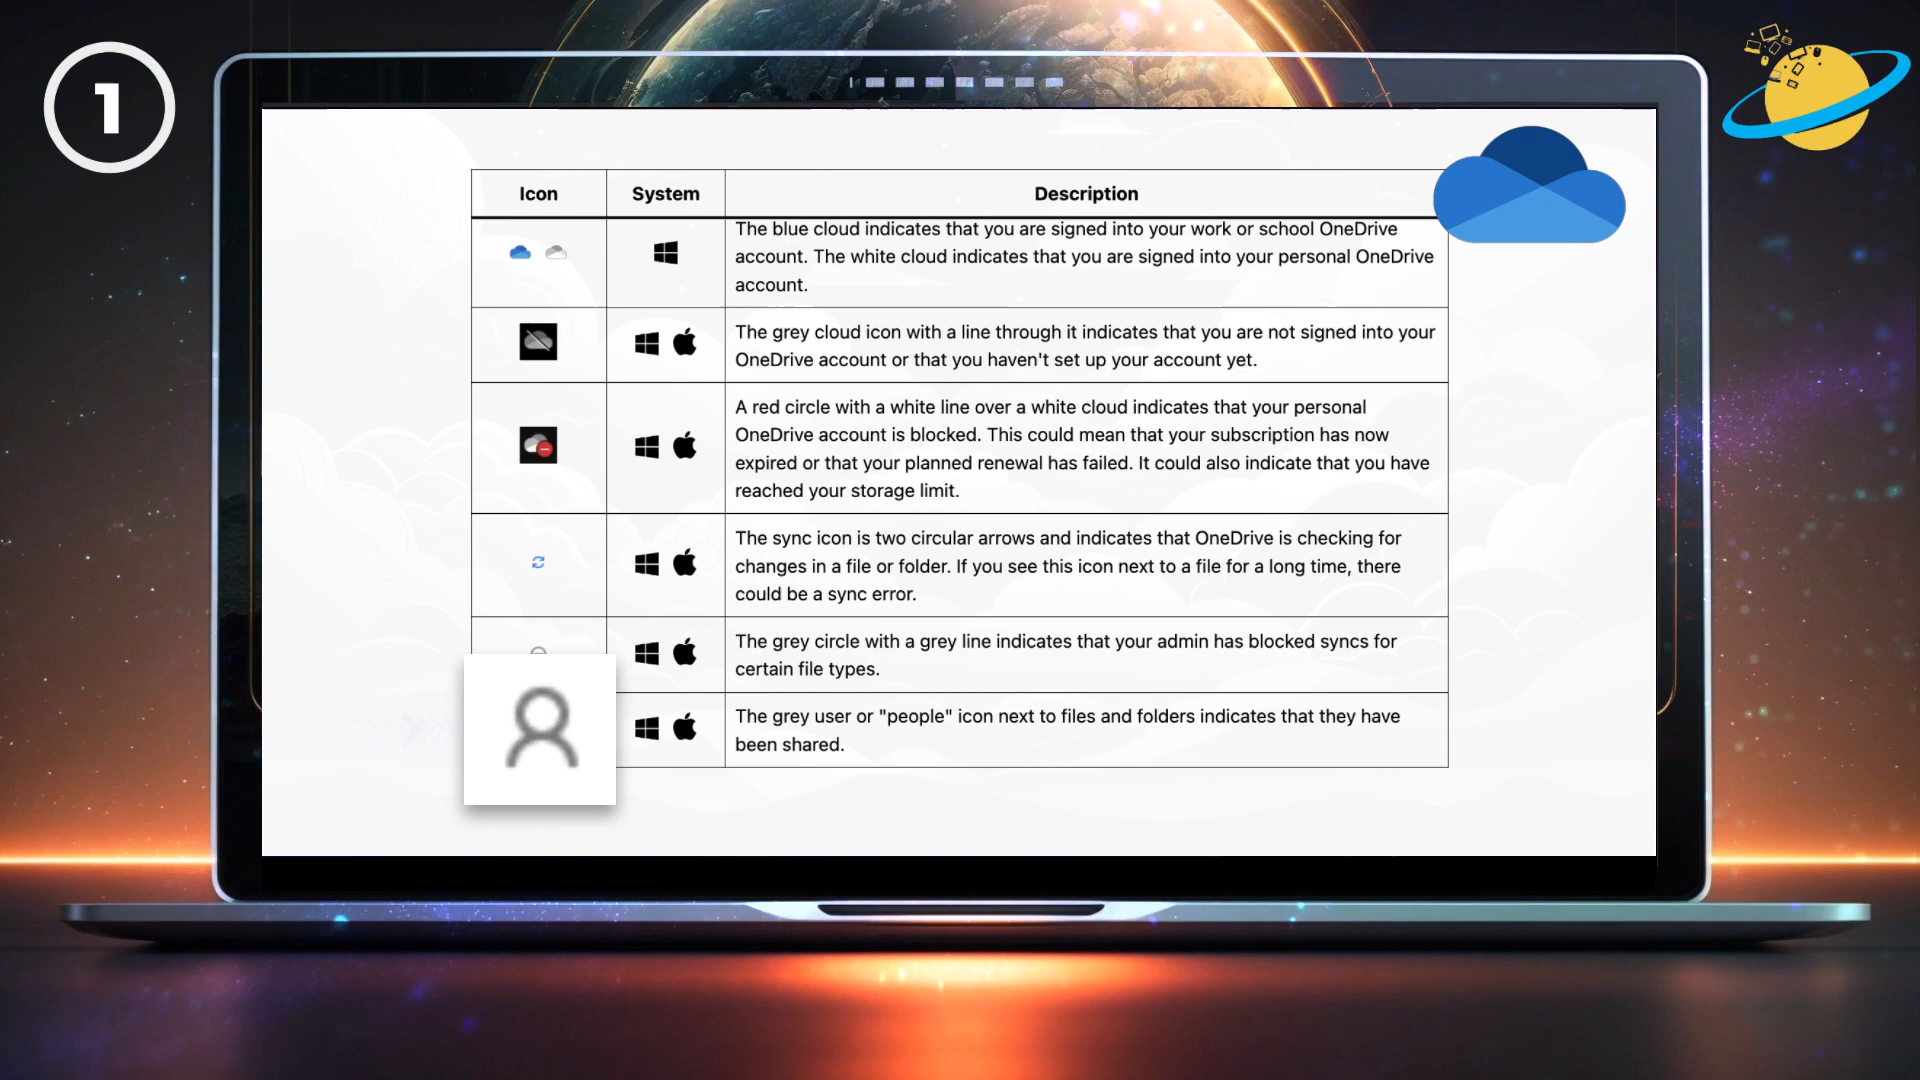 1
Icon System Description
The blue cloud indicates that you are signed into your work or school OneDrive
account. The white cloud indicates that you are signed into your personal OneDrive
account.
The grey cloud icon with a line through it indicates that you are not signed into your
OneDrive account or that you haven't set up your account yet.
A red circle with a white line over a white cloud indicates that your personal
OneDrive account is blocked. This could mean that your subscription has now
expired or that your planned renewal has failed. It could also indicate that you have
reached your storage limit.
The sync icon is two circular arrows and indicates that OneDrive is checking for
changes in a file or folder. If you see this icon next to a file for a long time, there
could be a sync error.
The grey circle with a grey line indicates that your admin has blocked syncs for
certain file types.
The grey user or "people" icon next to files and folders indicates that they have
been shared.